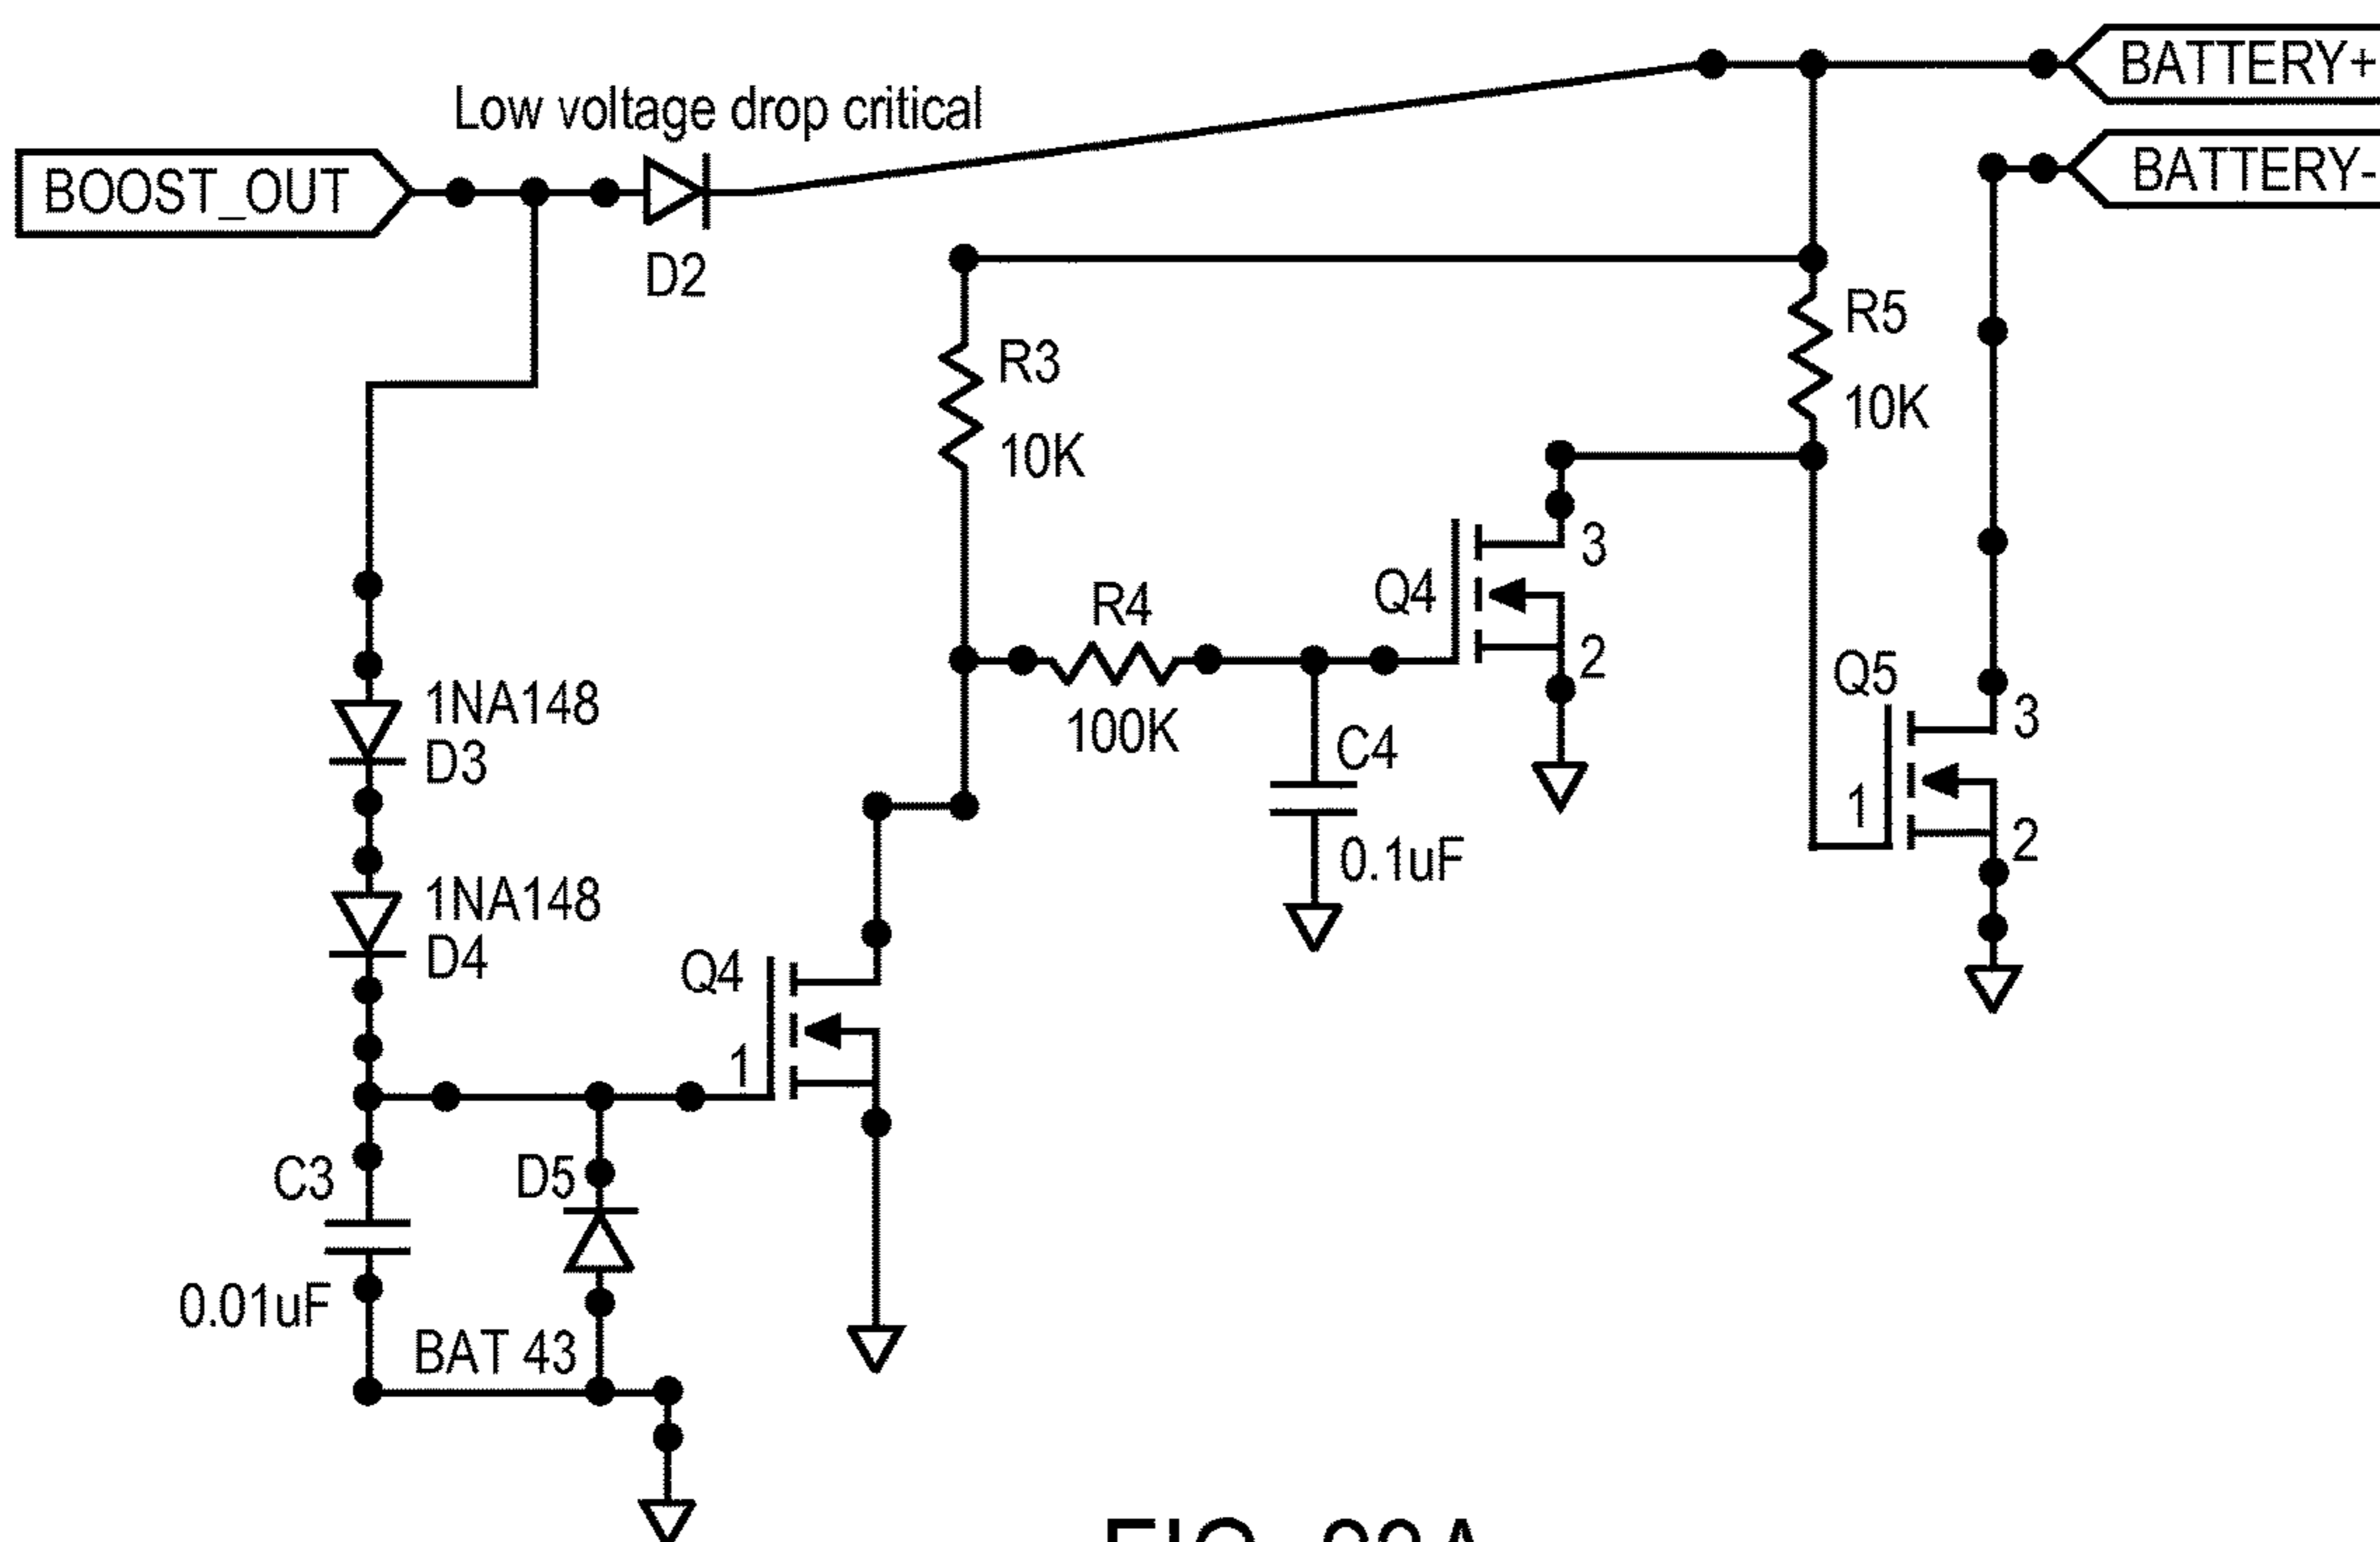 BATTERY+
Low voltage drop critical
BATTERY-
BOOST_OUT
D2
R5
10K
R3
10K
3
Q4
R4
2
Q5
100K
3
1NA148
D3
C4
1
2
0.1uF
1NA148
D4
Q4
1
C3
D5
0.01uF
BAT 43